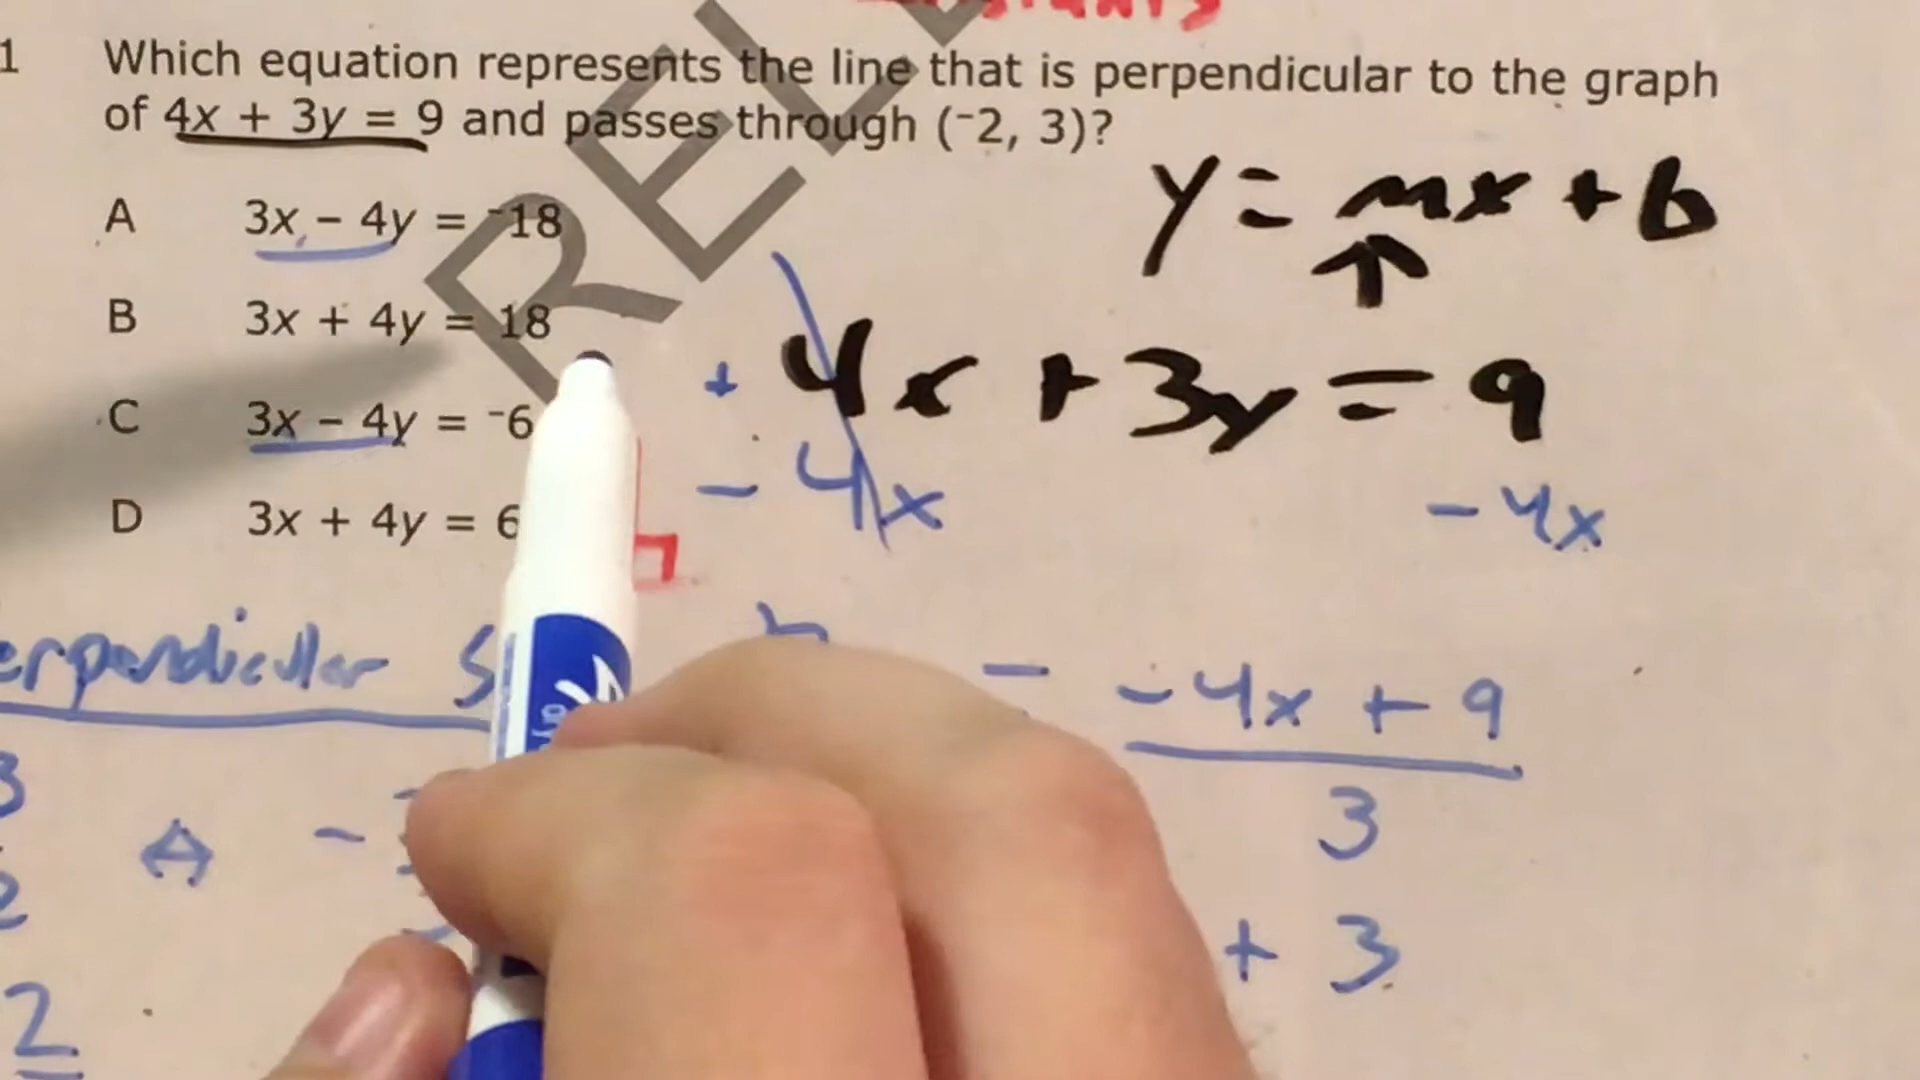 1 Which equation represents the line that is perpendicular to the graph
of 4x + 3y = 9 and passes through (⁻2, 3)?
A 3x – 4y = ⁻18
B 3x + 4y = 18
C 3x – 4y = ⁻6
D 3x + 4y = 6
y = mx + b
+ 4x + 3y = 9
- 4x - 4x
- 4x + 9
3
+ 3
2